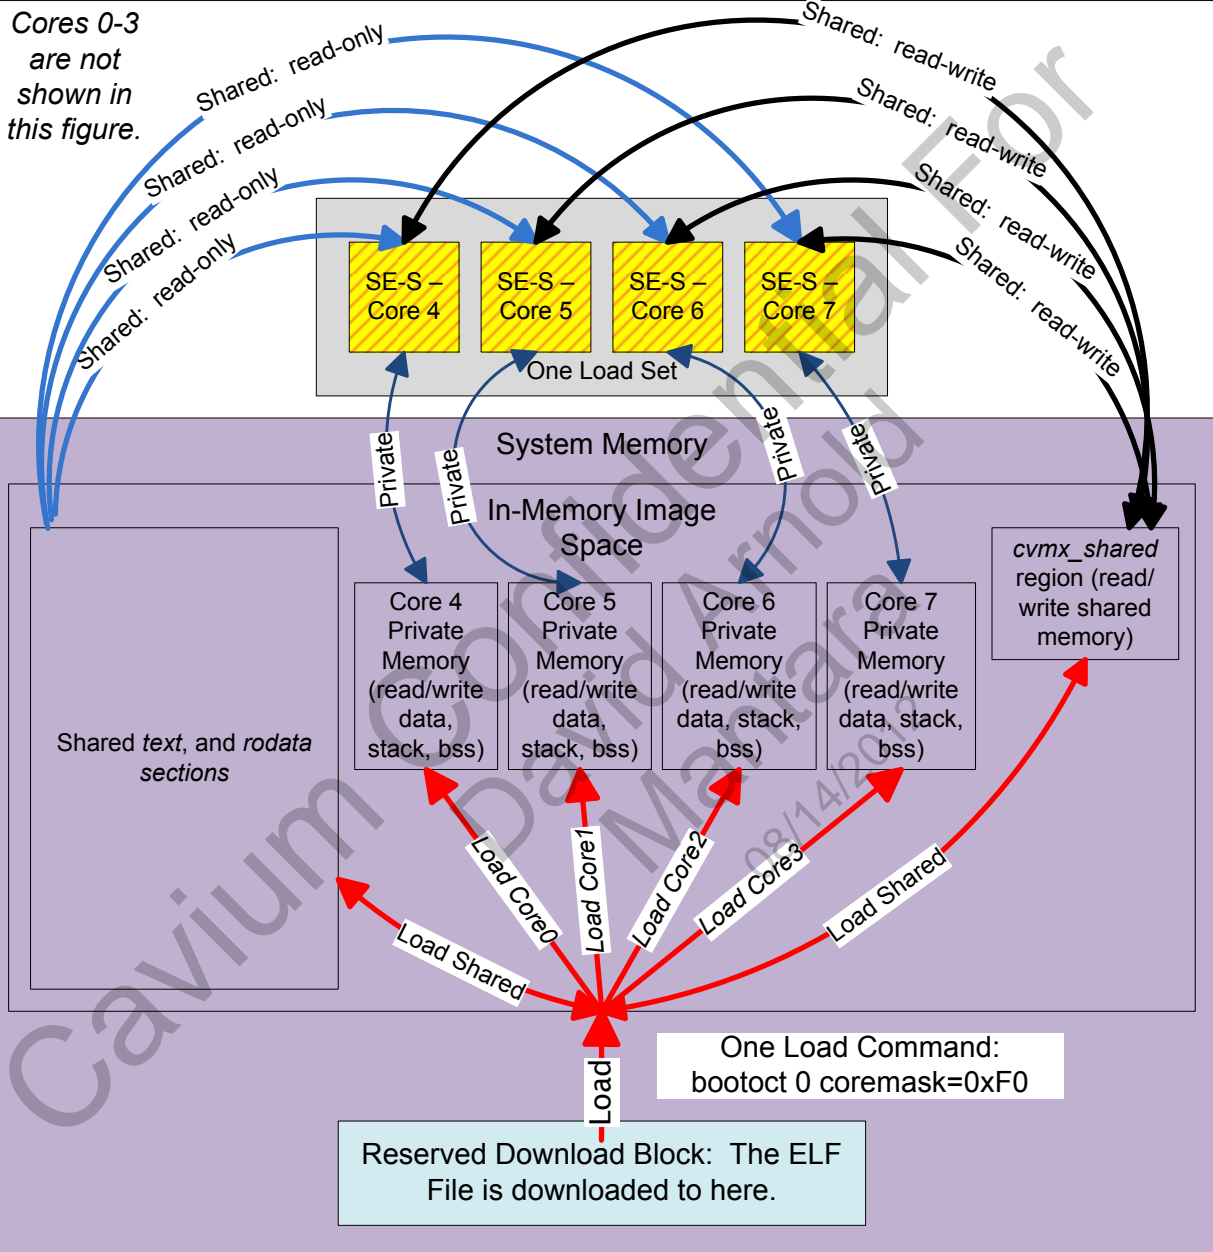 Cores 0-3
are not
shown in
this figure.
Shared: read-only
Shared: read-only
Shared: read-only
Shared: read-only
Shared: read-write
Shared: read-write
Shared: read-write
Shared: read-write
SE-S –
Core 4
SE-S –
Core 5
SE-S –
Core 6
SE-S –
Core 7
One Load Set
Private
Private
Private
Private
System Memory
In-Memory Image
Space
Shared text, and rodata
sections
Core 4
Private
Memory
(read/write
data,
stack, bss)
Core 5
Private
Memory
(read/write
data,
stack, bss)
Core 6
Private
Memory
(read/write
data, stack,
bss)
Core 7
Private
Memory
(read/write
data, stack,
bss)
cvmx_shared
region (read/
write shared
memory)
Load Shared
Load Core0
Load Core1
Load Core2
Load Core3
Load Shared
Load
One Load Command:
bootoct 0 coremask=0xF0
Reserved Download Block: The ELF
File is downloaded to here.
Cavium Confidential For
David Arnold
Mantara
08/14/2012